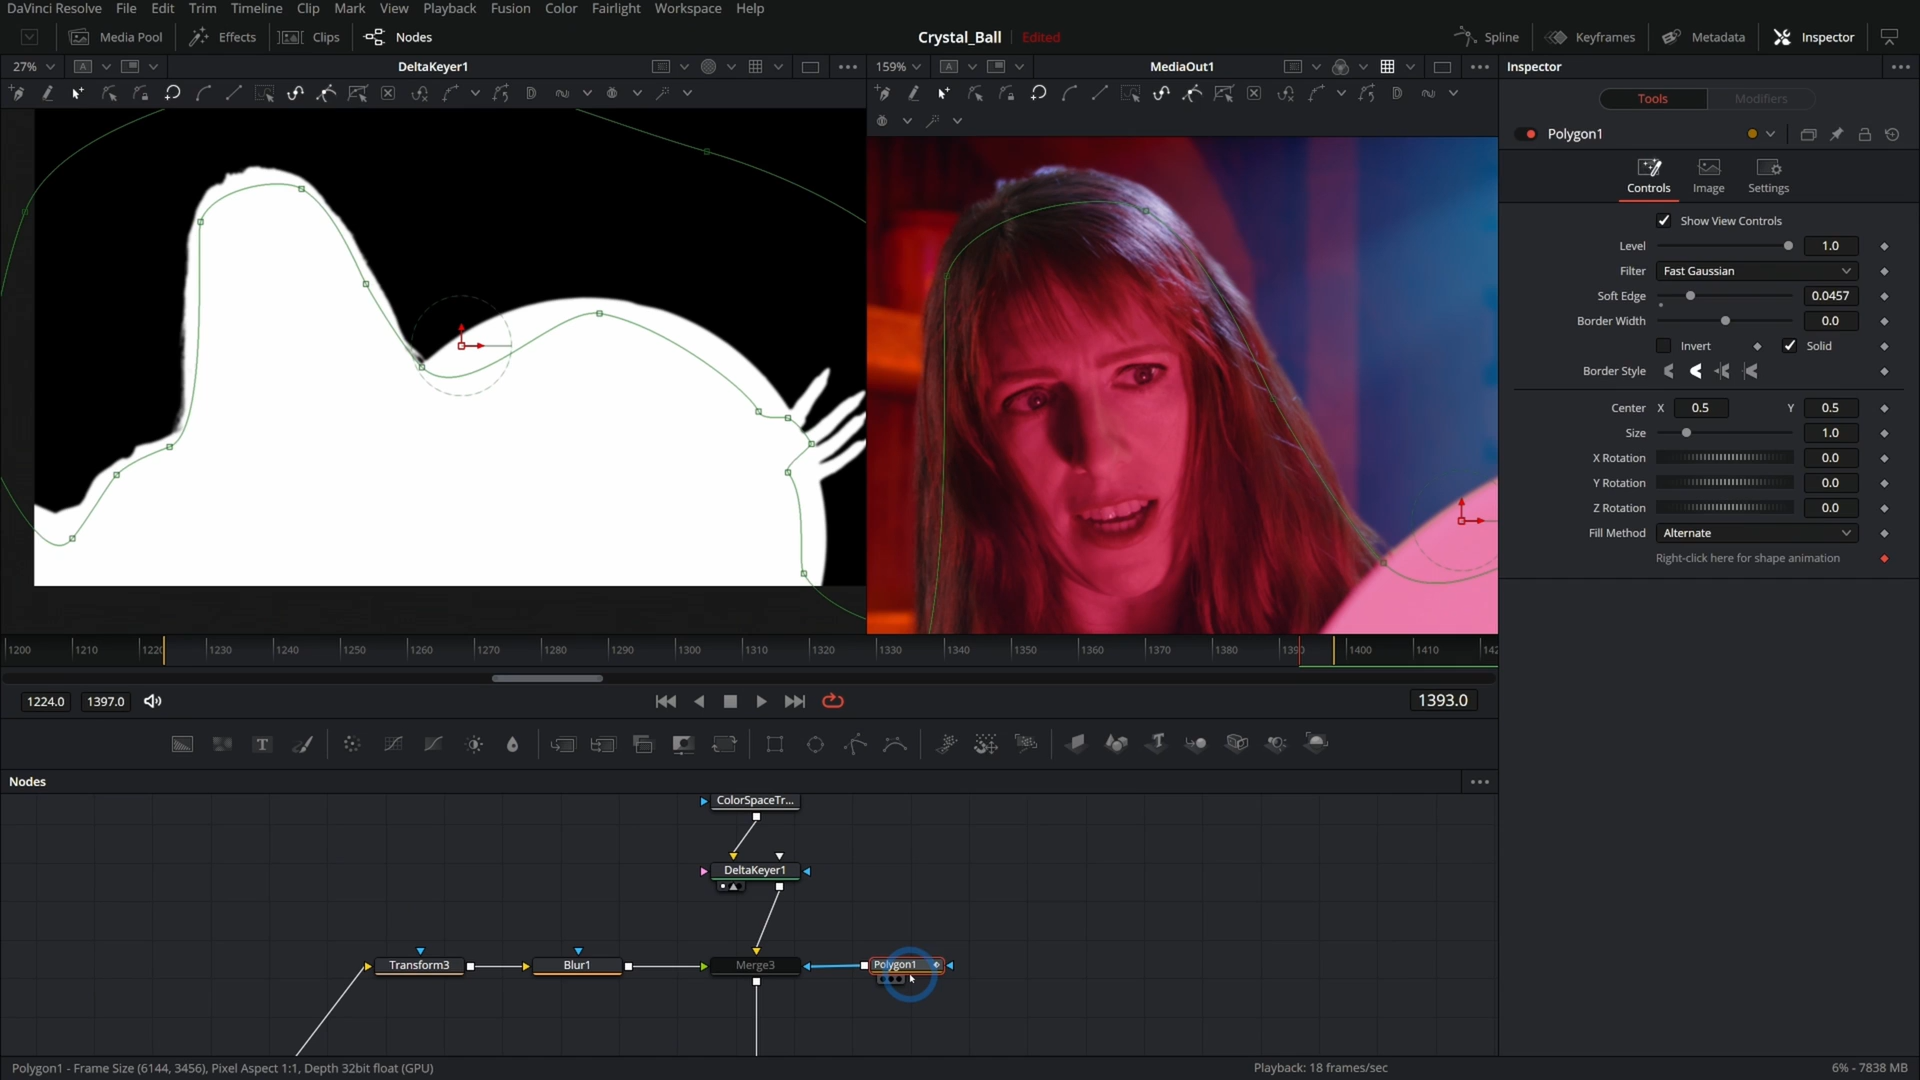 DaVinci Resolve File Edit Trim Timeline Clip Mark View Playback Fusion Color Fairlight Workspace Help
Media Pool Effects Clips Nodes Crystal_Ball Edited Spline Keyframes Metadata Inspector
27% A DeltaKeyer1 159% A MediaOut1 Inspector
Tools Modifiers
Polygon1
Controls Image Settings
Show View Controls
Level 1.0
Filter Fast Gaussian
Soft Edge 0.0457
Border Width 0.0
Invert Solid
Border Style
Center X 0.5 Y 0.5
Size 1.0
X Rotation 0.0
Y Rotation 0.0
Z Rotation 0.0
Fill Method Alternate
Right-click here for shape animation
1200 1210 1220 1230 1240 1250 1260 1270 1280 1290 1300 1310 1320 1330 1340 1350 1360 1370 1380 1390 1400 1410 142
1224.0 1397.0 1393.0
Nodes
ColorSpaceTr...
DeltaKeyer1
Transform3 Blur1 Merge3 Polygon1
Polygon1 - Frame Size (6144, 3456), Pixel Aspect 1:1, Depth 32bit float (GPU) Playback: 18 frames/sec 6% - 7838 MB